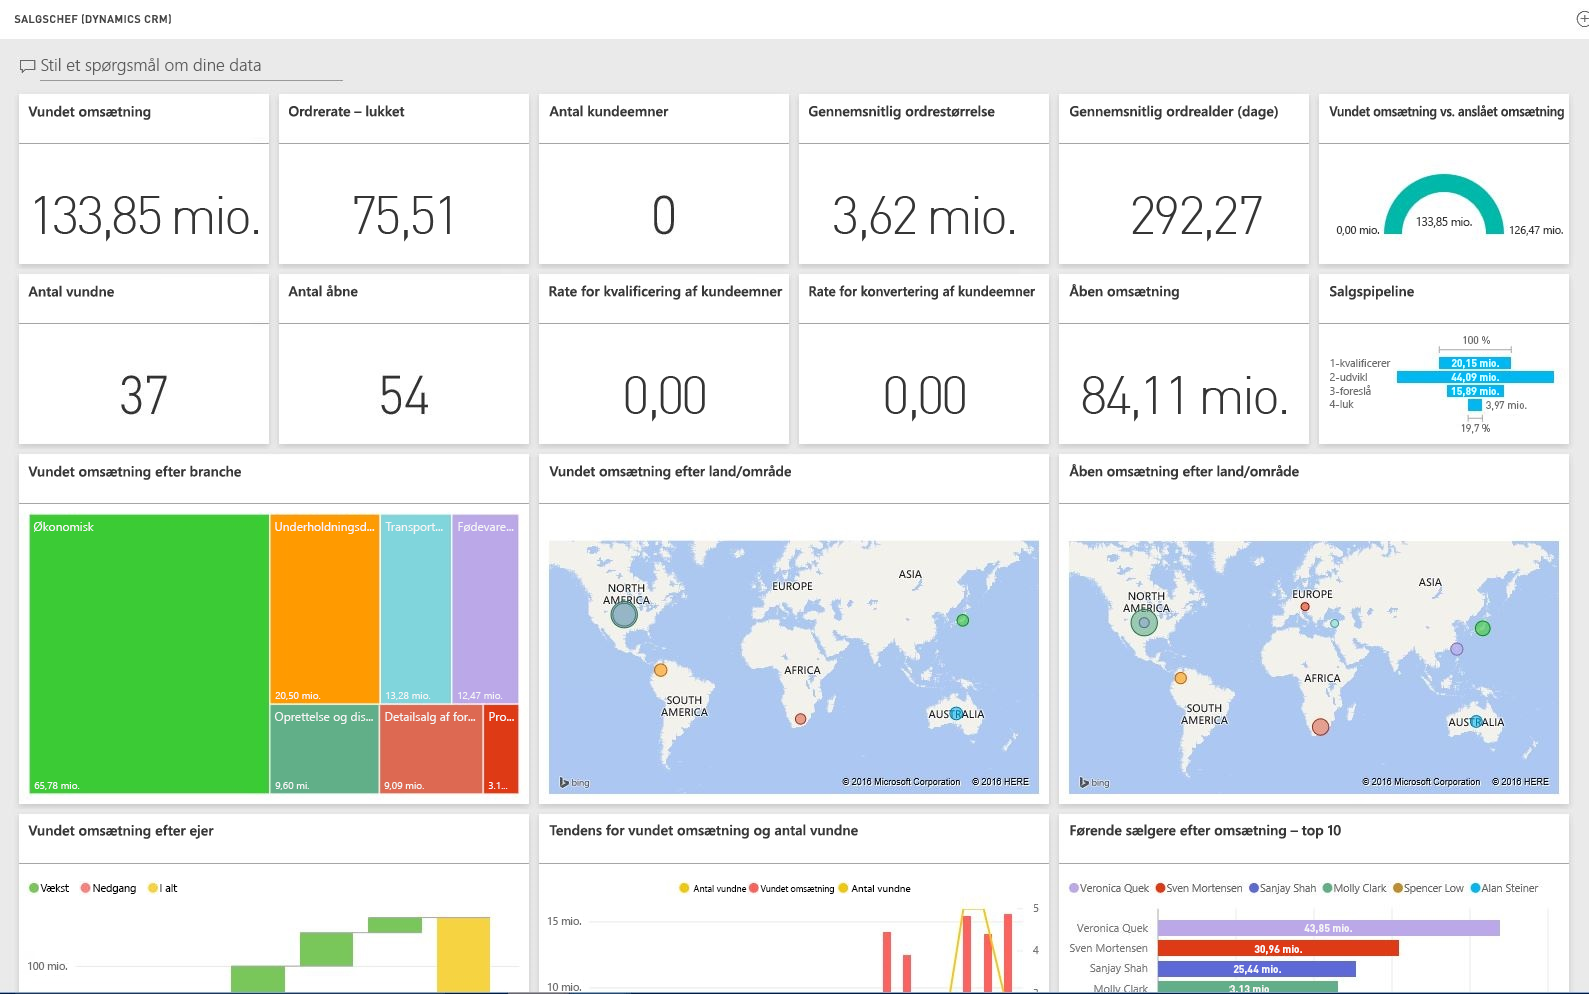 SALGSCHEF (DYNAMICS CRM)
Stil et spørgsmål om dine data
Vundet omsætning
133,85 mio.
Ordrerate – lukket
75,51
Antal kundeemner
0
Gennemsnitlig ordrestørrelse
3,62 mio.
Gennemsnitlig ordrealder (dage)
292,27
Vundet omsætning vs. anslået omsætning
133,85 mio.
0,00 mio.
126,47 mio.
Antal vundne
37
Antal åbne
54
Rate for kvalificering af kundeemner
0,00
Rate for konvertering af kundeemner
0,00
Åben omsætning
84,11 mio.
Salgspipeline
100 %
1-kvalificerer 20,15 mio.
2-udvikl 44,09 mio.
3-foreslå 15,89 mio.
4-luk 3,97 mio.
19,7 %
Vundet omsætning efter branche
Økonomisk
65,78 mio.
Underholdningsd...
20,50 mio.
Transport...
13,28 mio.
Fødevare...
12,47 mio.
Oprettelse og dis...
9,60 mi.
Detailsalg af for...
9,09 mio.
Pro...
3.1...
Vundet omsætning efter land/område
NORTH
AMERICA
EUROPE
ASIA
AFRICA
SOUTH
AMERICA
AUSTRALIA
bing
© 2016 Microsoft Corporation © 2016 HERE
Åben omsætning efter land/område
NORTH
AMERICA
EUROPE
ASIA
AFRICA
SOUTH
AMERICA
AUSTRALIA
bing
© 2016 Microsoft Corporation © 2016 HERE
Vundet omsætning efter ejer
Vækst Nedgang I alt
100 mio.
Tendens for vundet omsætning og antal vundne
Antal vundne Vundet omsætning Antal vundne
15 mio.
10 mio.
5
4
Førende sælgere efter omsætning – top 10
Veronica Quek Sven Mortensen Sanjay Shah Molly Clark Spencer Low Alan Steiner
Veronica Quek 43,85 mio.
Sven Mortensen 30,96 mio.
Sanjay Shah 25,44 mio.
Molly Clark 3,13 mio.